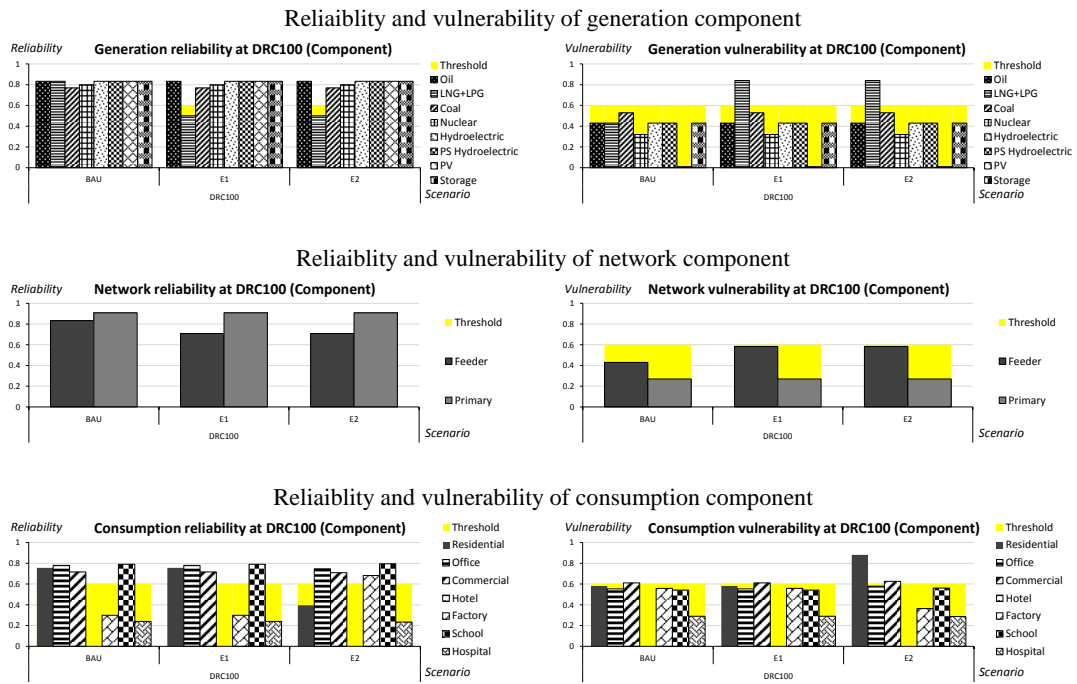 Reliaiblity and vulnerability of generation component
Reliability
Generation reliability at DRC100 (Component)
1
0.8
0.6
0.4
0.2
0
BAU
E1
E2
DRC100
Scenario
Threshold
Oil
LNG+LPG
Coal
Nuclear
Hydroelectric
PS Hydroelectric
PV
Storage
Vulnerability
Generation vulnerability at DRC100 (Component)
1
0.8
0.6
0.4
0.2
0
BAU
E1
E2
DRC100
Scenario
Threshold
Oil
LNG+LPG
Coal
Nuclear
Hydroelectric
PS Hydroelectric
PV
Storage
Reliaiblity and vulnerability of network component
Reliability
Network reliability at DRC100 (Component)
1
0.8
0.6
0.4
0.2
0
BAU
E1
E2
DRC100
Scenario
Threshold
Feeder
Primary
Vulnerability
Network vulnerability at DRC100 (Component)
1
0.8
0.6
0.4
0.2
0
BAU
E1
E2
DRC100
Scenario
Threshold
Feeder
Primary
Reliaiblity and vulnerability of consumption component
Reliability
Consumption reliability at DRC100 (Component)
1
0.8
0.6
0.4
0.2
0
BAU
E1
E2
DRC100
Scenario
Threshold
Residential
Office
Commercial
Hotel
Factory
School
Hospital
Vulnerability
Consumption vulnerability at DRC100 (Component)
1
0.8
0.6
0.4
0.2
0
BAU
E1
E2
DRC100
Scenario
Threshold
Residential
Office
Commercial
Hotel
Factory
School
Hospital